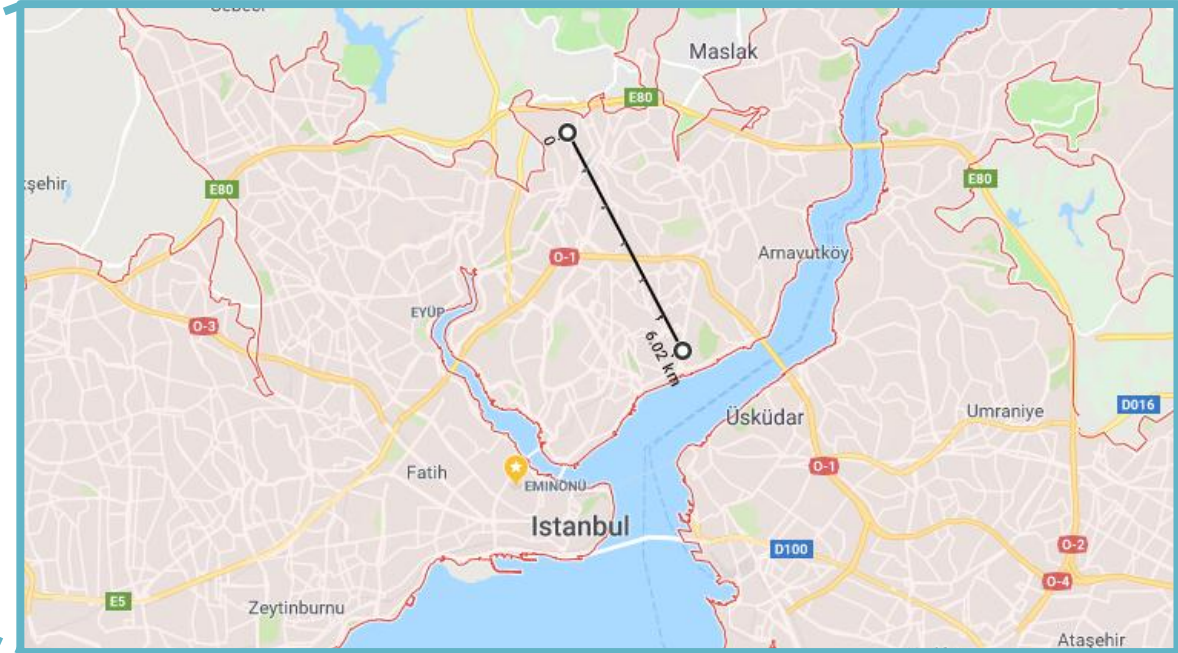 Maslak
E80
0
şehir
E80
E80
Arnavutköy
O-1
EYÜP
O-3
6.02 km
D016
Umraniye
Üsküdar
O-1
Fatih
EMINONU
Istanbul
D100
O-2
O-4
E5
Zeytinburnu
Ataşehir